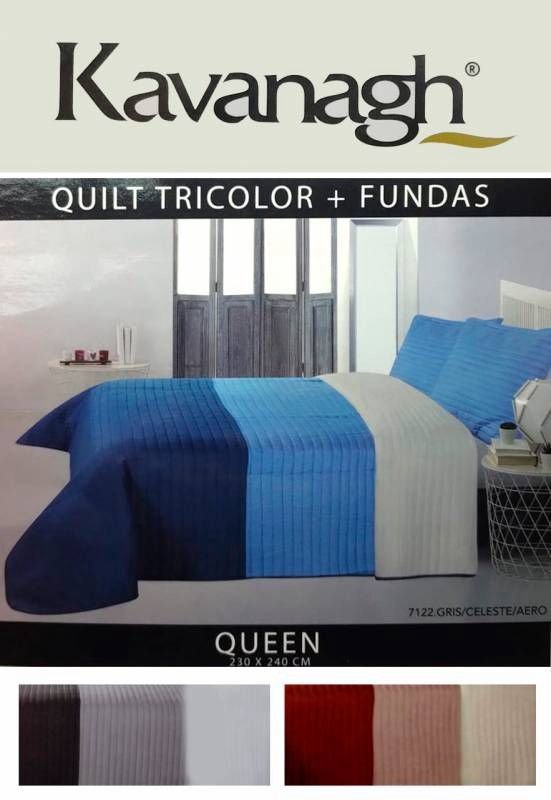 Kavanagh®
QUILT TRICOLOR + FUNDAS
7122.GRIS/CELESTE/AERO
QUEEN
230 X 240 CM